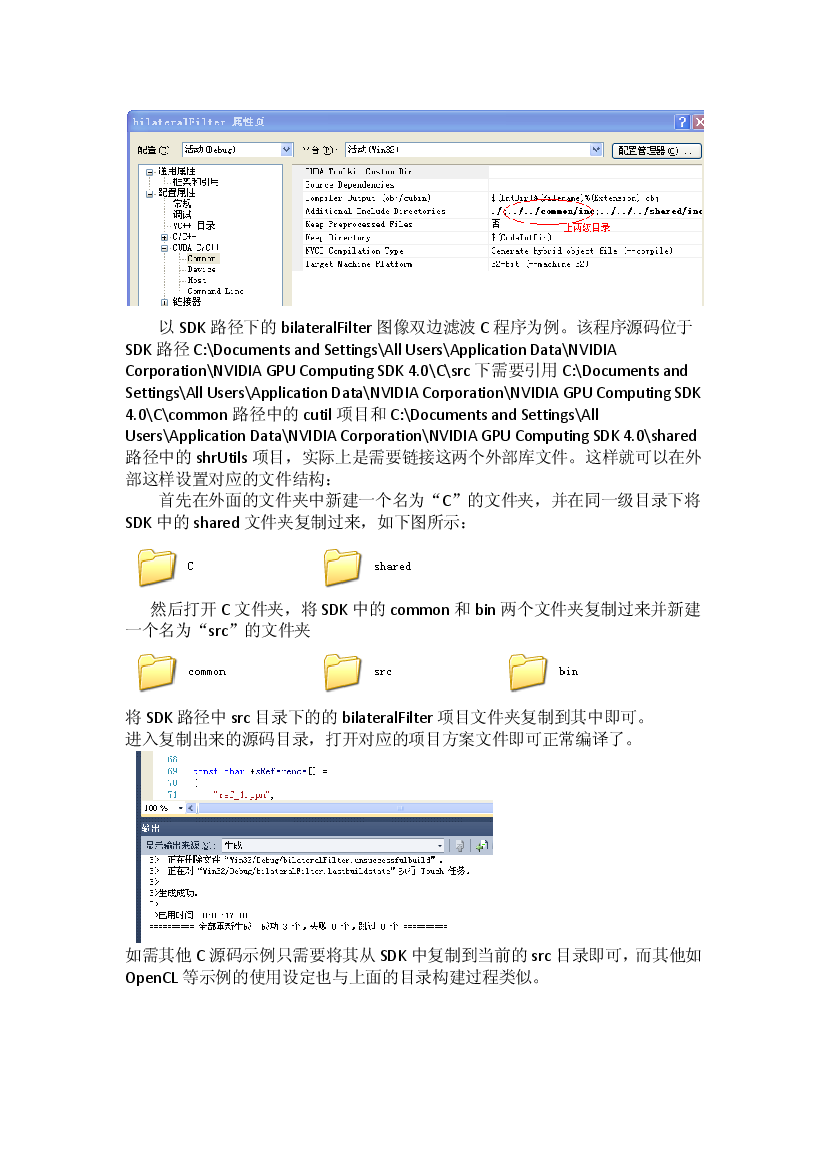 bilateralFilter 属性页
配置(C): 活动(Debug) 平台(P): 活动(Win32) 配置管理器(O)...
通用属性
框架和引用
配置属性
常规
调试
VC++ 目录
C/C++
CUDA C/C++
Common
Device
Host
Command Line
链接器
CUDA Toolkit Custom Dir
Source Dependencies
Compiler Output (obj/cubin)
Additional Include Directories ./;../../common/inc;../../../shared/inc
上两级目录
Keep Preprocessed Files 否
Keep Directory
NVCC Compilation Type Generate hybrid object file (--compile)
Target Machine Platform 32-bit (--machine 32)
以 SDK 路径下的 bilateralFilter 图像双边滤波 C 程序为例。该程序源码位于
SDK 路径 C:\Documents and Settings\All Users\Application Data\NVIDIA
Corporation\NVIDIA GPU Computing SDK 4.0\C\src 下需要引用 C:\Documents and
Settings\All Users\Application Data\NVIDIA Corporation\NVIDIA GPU Computing SDK
4.0\C\common 路径中的 cutil 项目和 C:\Documents and Settings\All
Users\Application Data\NVIDIA Corporation\NVIDIA GPU Computing SDK 4.0\shared
路径中的 shrUtils 项目，实际上是需要链接这两个外部库文件。这样就可以在外
部这样设置对应的文件结构：
首先在外面的文件夹中新建一个名为“C”的文件夹，并在同一级目录下将
SDK 中的 shared 文件夹复制过来，如下图所示：
C shared
然后打开 C 文件夹，将 SDK 中的 common 和 bin 两个文件夹复制过来并新建
一个名为“src”的文件夹
common src bin
将 SDK 路径中 src 目录下的的 bilateralFilter 项目文件夹复制到其中即可。
进入复制出来的源码目录，打开对应的项目方案文件即可正常编译了。
68
69 const char *sReference[] =
70 {
71
100 %
输出
显示输出来源(S): 生成
3> 正在删除文件“Win32/Debug/bilateralFilter.unsuccessfulbuild”。
3> 正在对“Win32/Debug/bilateralFilter.lastbuildstate”执行 Touch 任务。
3>
3>生成成功。
3>
========== 全部重新生成: 成功 3 个，失败 0 个，跳过 0 个 ==========
如需其他 C 源码示例只需要将其从 SDK 中复制到当前的 src 目录即可，而其他如
OpenCL 等示例的使用设定也与上面的目录构建过程类似。